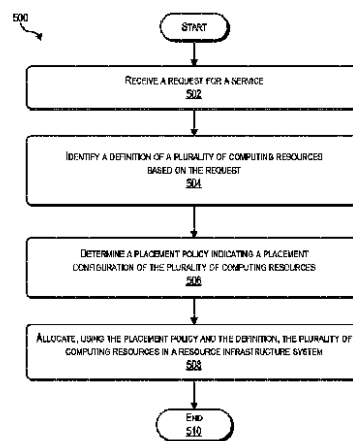 500
START
RECEIVE A REQUEST FOR A SERVICE
502
IDENTIFY A DEFINITION OF A PLURALITY OF COMPUTING RESOURCES
BASED ON THE REQUEST
504
DETERMINE A PLACEMENT POLICY INDICATING A PLACEMENT
CONFIGURATION OF THE PLURALITY OF COMPUTING RESOURCES
506
ALLOCATE, USING THE PLACEMENT POLICY AND THE DEFINITION, THE PLURALITY OF
COMPUTING RESOURCES IN A RESOURCE INFRASTRUCTURE SYSTEM
508
END
510